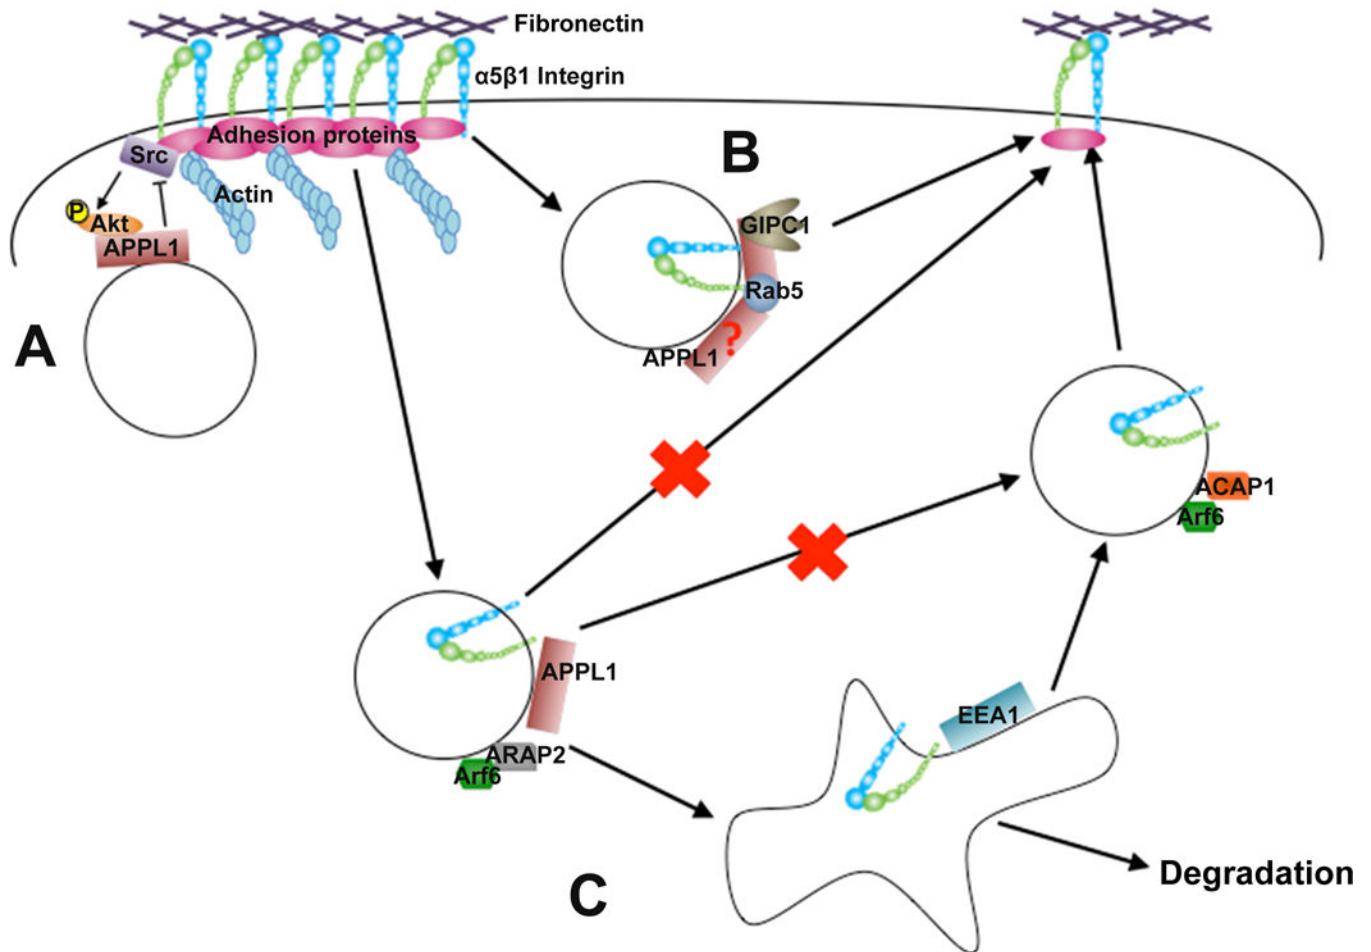 Fibronectin
α5β1 Integrin
Adhesion proteins
Src
Actin
P
Akt
APPL1
A
B
GIPC1
Rab5
APPL1
?
ACAP1
Arf6
APPL1
ARAP2
Arf6
EEA1
C
Degradation